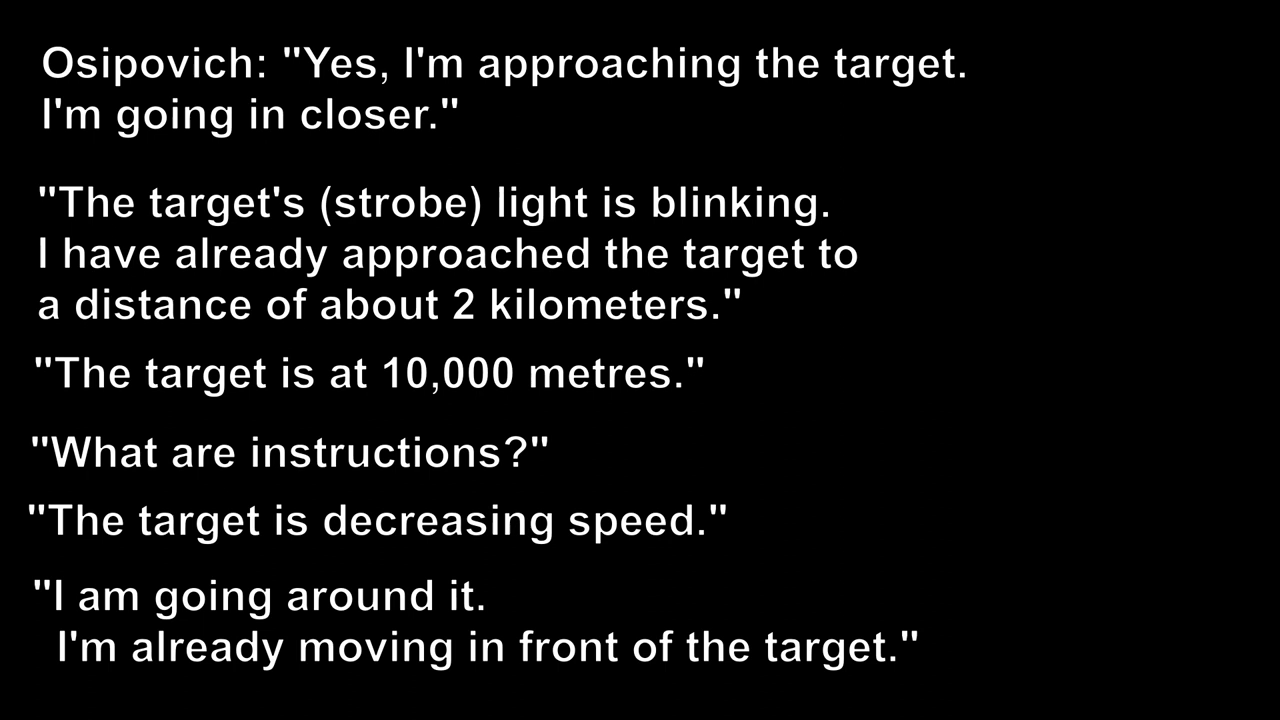 Osipovich: "Yes, I'm approaching the target.
I'm going in closer."
"The target's (strobe) light is blinking.
I have already approached the target to
a distance of about 2 kilometers."
"The target is at 10,000 metres."
"What are instructions?"
"The target is decreasing speed."
"I am going around it.
I'm already moving in front of the target."